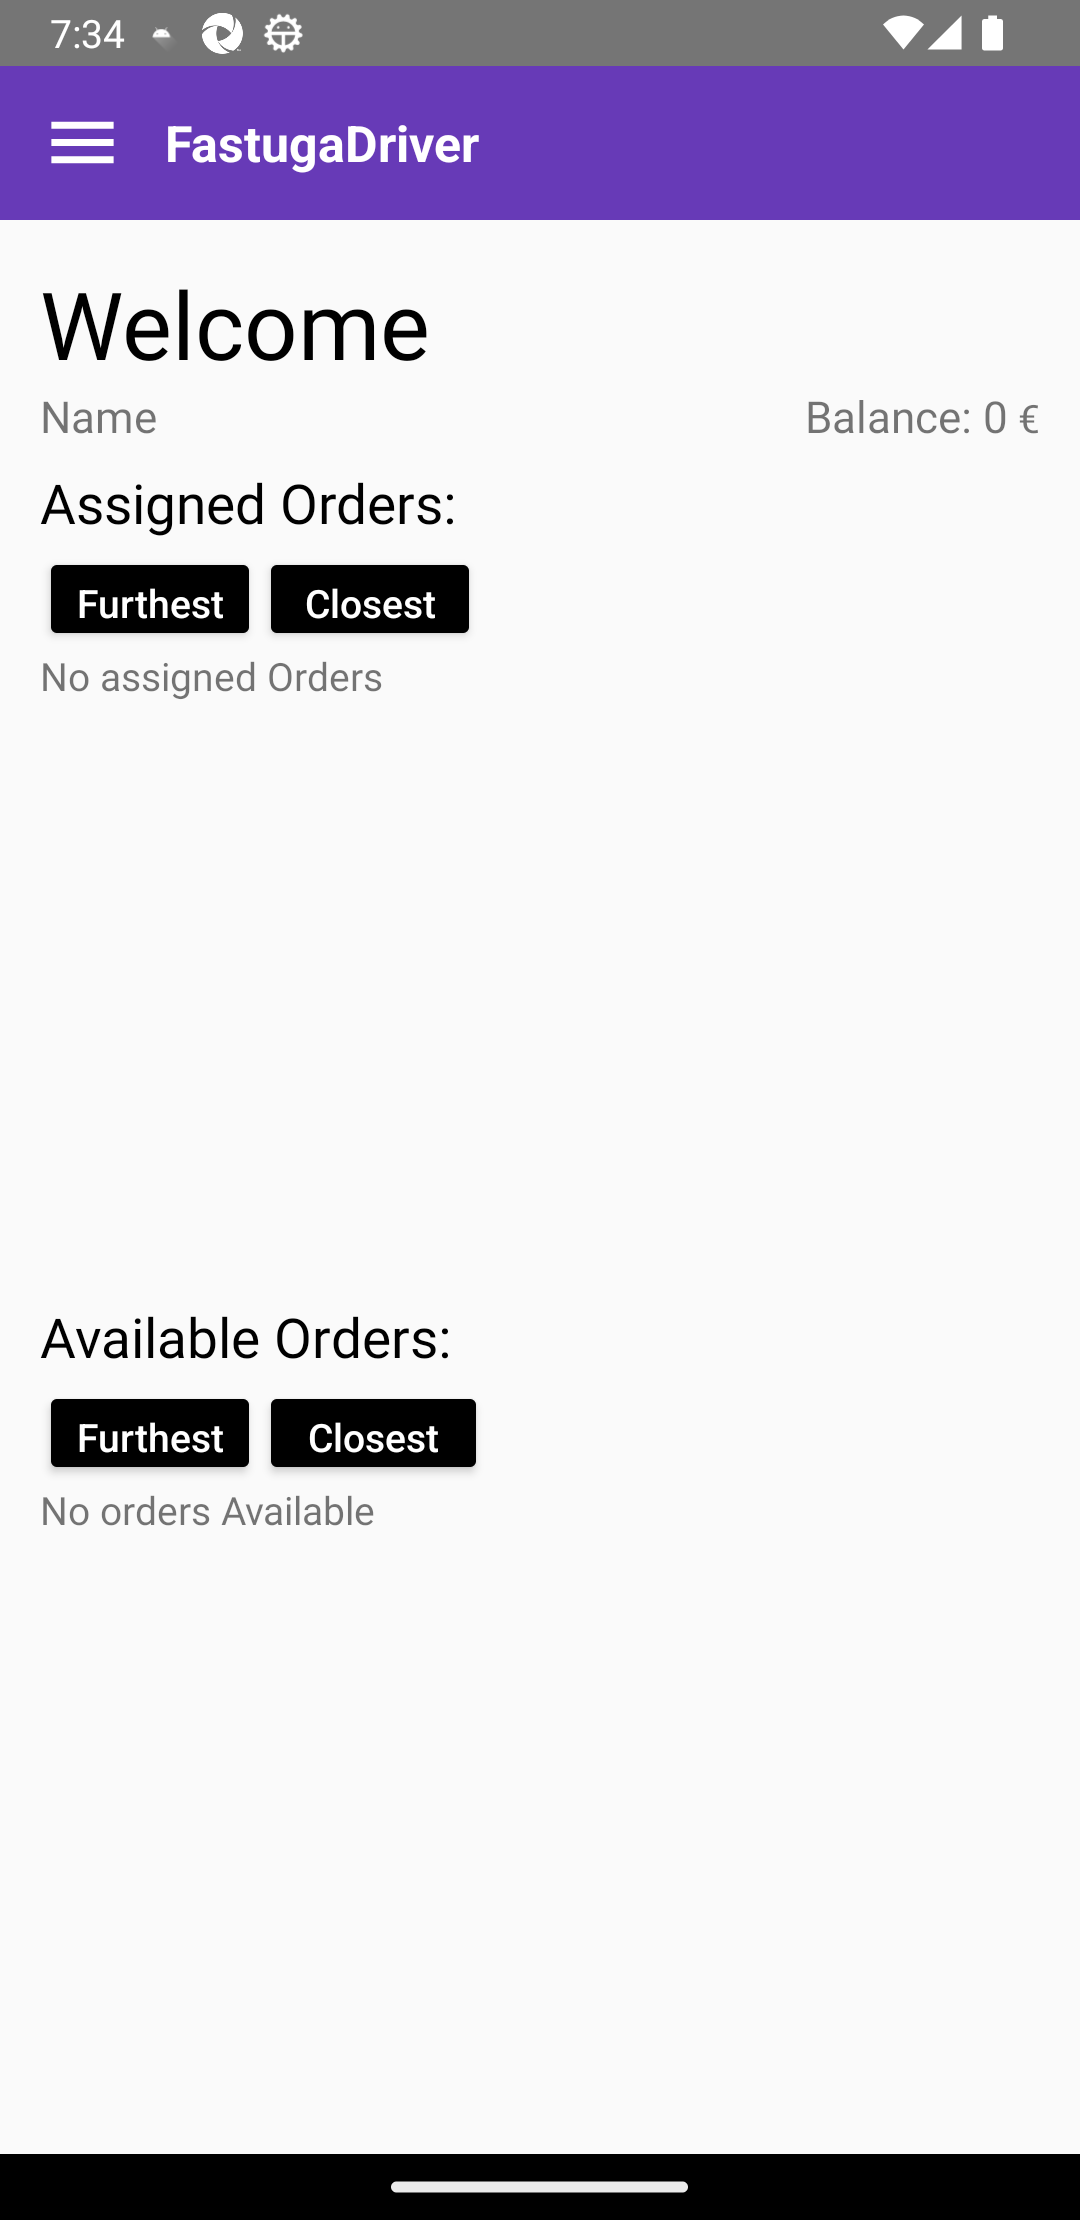 7:34
FastugaDriver
Welcome
Name Balance: 0 €
Assigned Orders:
Furthest Closest
No assigned Orders
Available Orders:
Furthest Closest
No orders Available